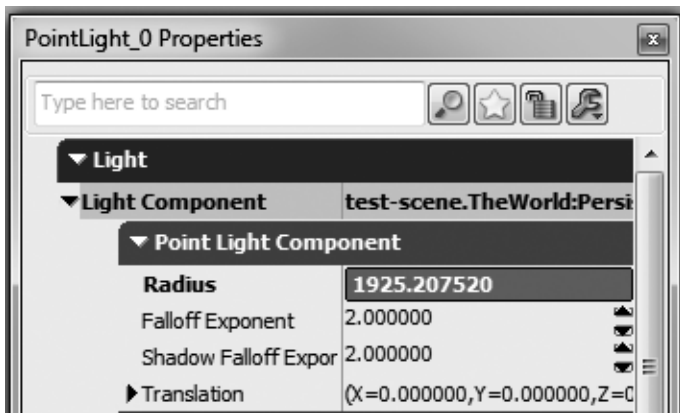 PointLight_0 Properties
Type here to search
Light
Light Component test-scene.TheWorld:Persi
Point Light Component
Radius 1925.207520
Falloff Exponent 2.000000
Shadow Falloff Expor 2.000000
Translation (X=0.000000,Y=0.000000,Z=0